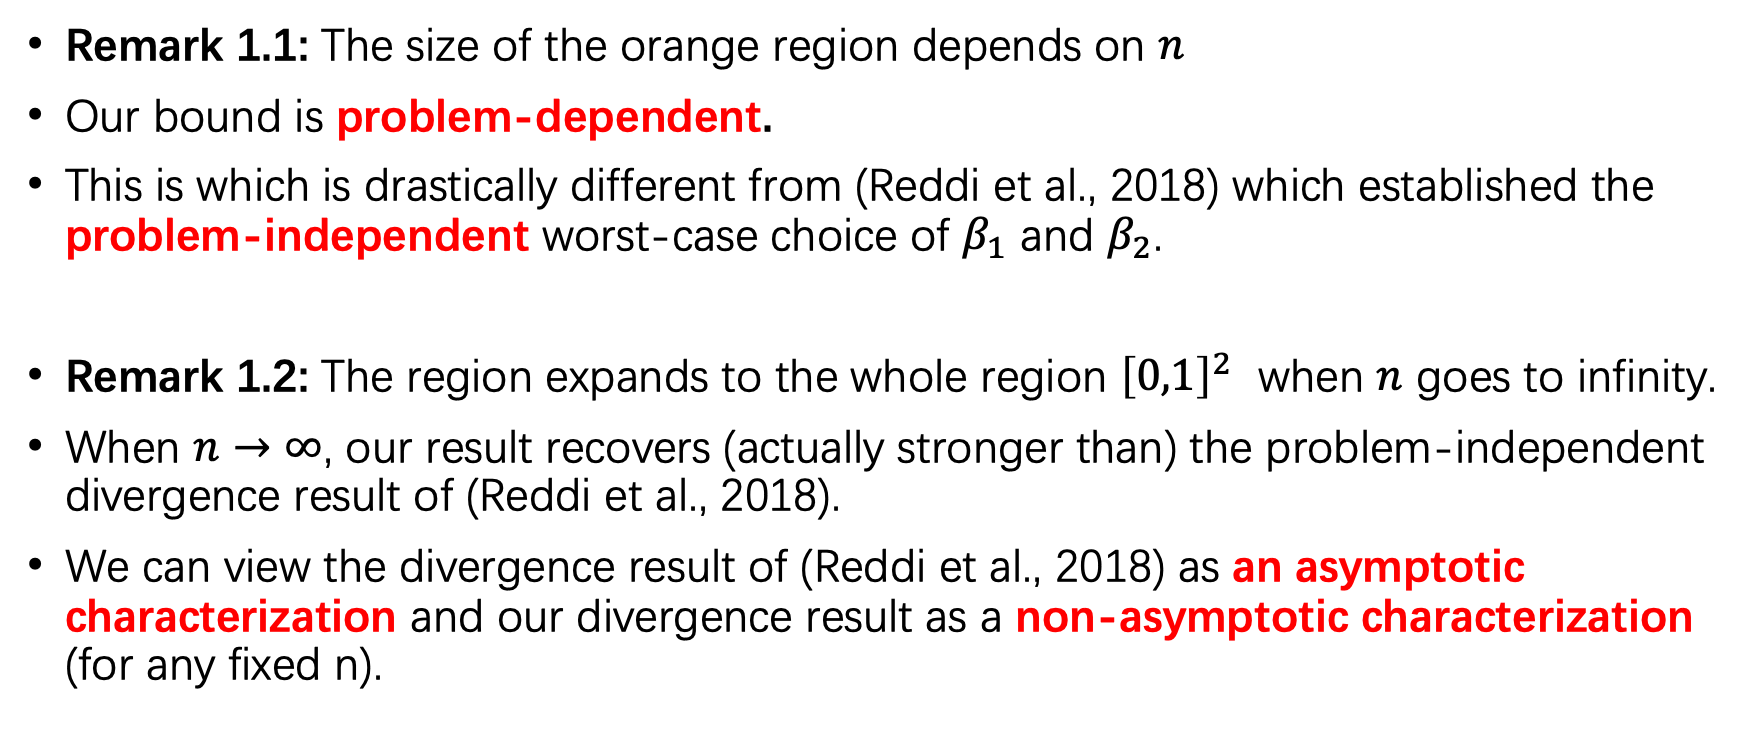 • Remark 1.1: The size of the orange region depends on n
• Our bound is problem-dependent.
• This is which is drastically different from (Reddi et al., 2018) which established the
problem-independent worst-case choice of β₁ and β₂.
• Remark 1.2: The region expands to the whole region [0,1]² when n goes to infinity.
• When n → ∞, our result recovers (actually stronger than) the problem-independent
divergence result of (Reddi et al., 2018).
• We can view the divergence result of (Reddi et al., 2018) as an asymptotic
characterization and our divergence result as a non-asymptotic characterization
(for any fixed n).